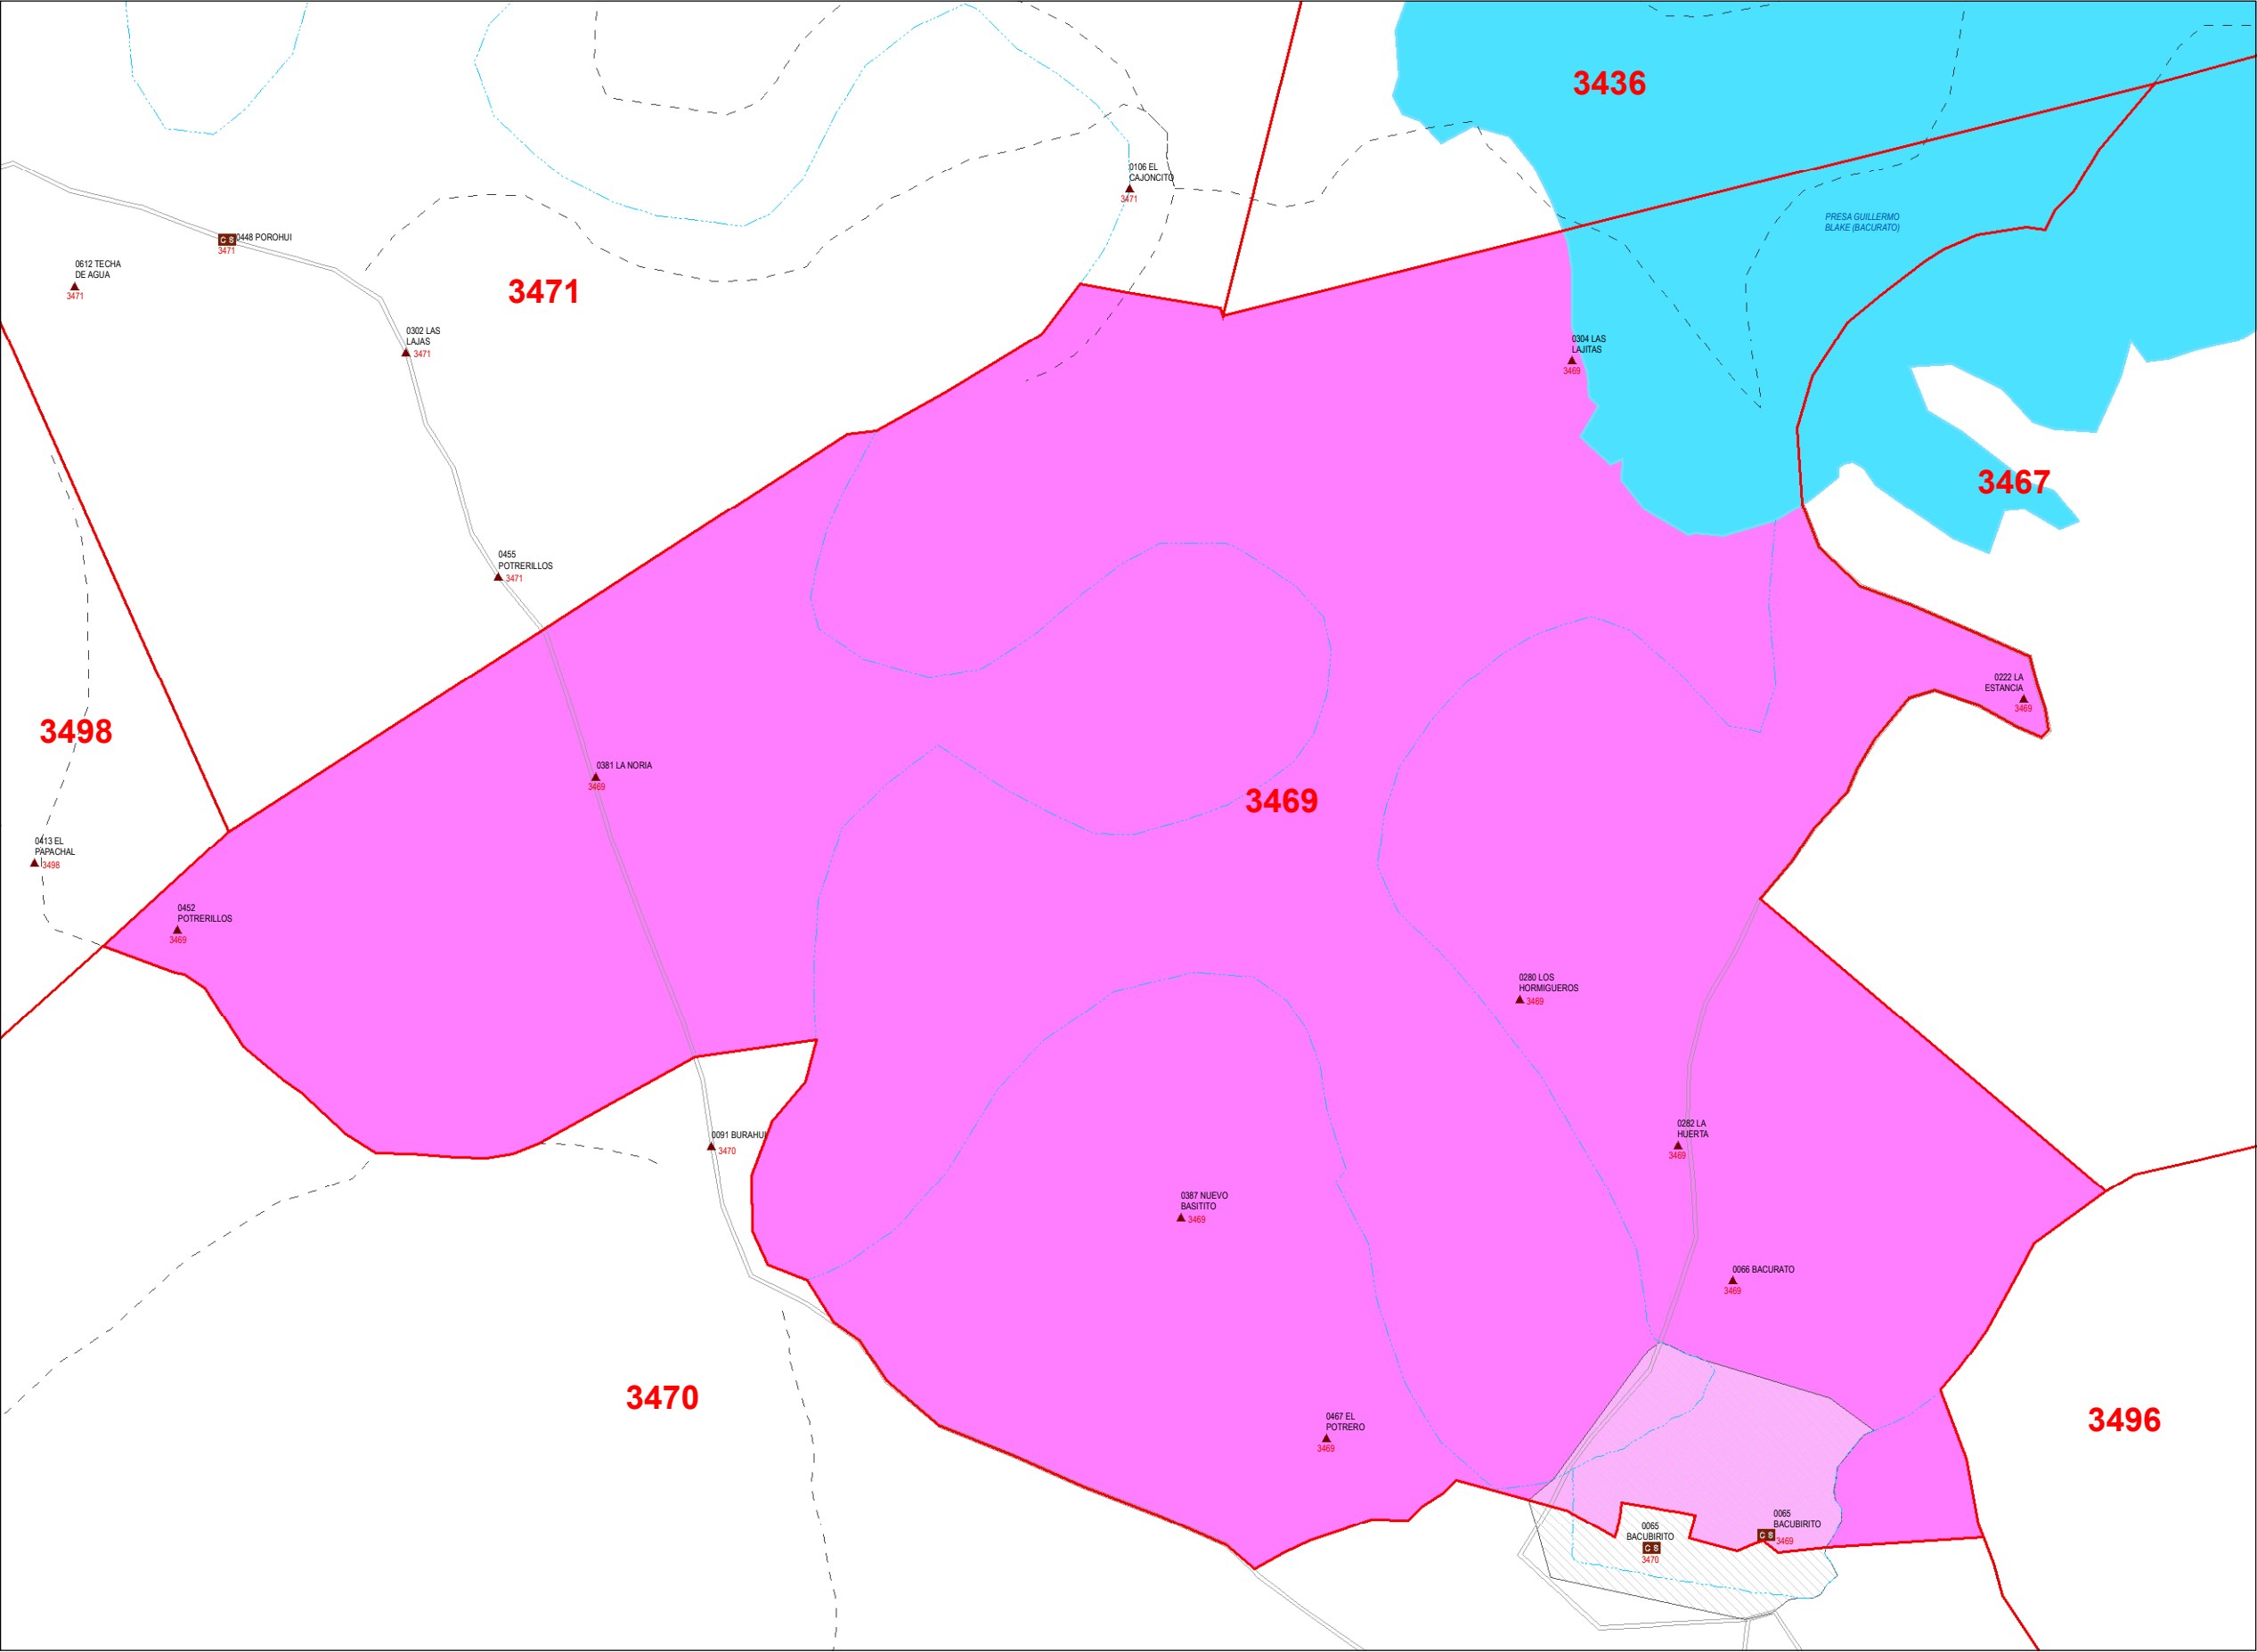 3436
0106 EL
CAJONCITO
3471
PRESA GUILLERMO
BLAKE (BACURATO)
C S
0448 POROHUI
3471
0612 TECHA
DE AGUA
3471
3471
0302 LAS
LAJAS
3471
0304 LAS
LAJITAS
3469
3467
0455
POTRERILLOS
3471
0222 LA
ESTANCIA
3469
3498
0381 LA NORIA
3469
3469
0413 EL
PAPACHAL
3498
0452
POTRERILLOS
3469
0280 LOS
HORMIGUEROS
3469
0282 LA
HUERTA
3469
0091 BURAHUI
3470
0387 NUEVO
BASITITO
3469
0066 BACURATO
3469
3470
0467 EL
POTRERO
3469
3496
0065
BACUBIRITO
C S
3469
0065
BACUBIRITO
C S
3470